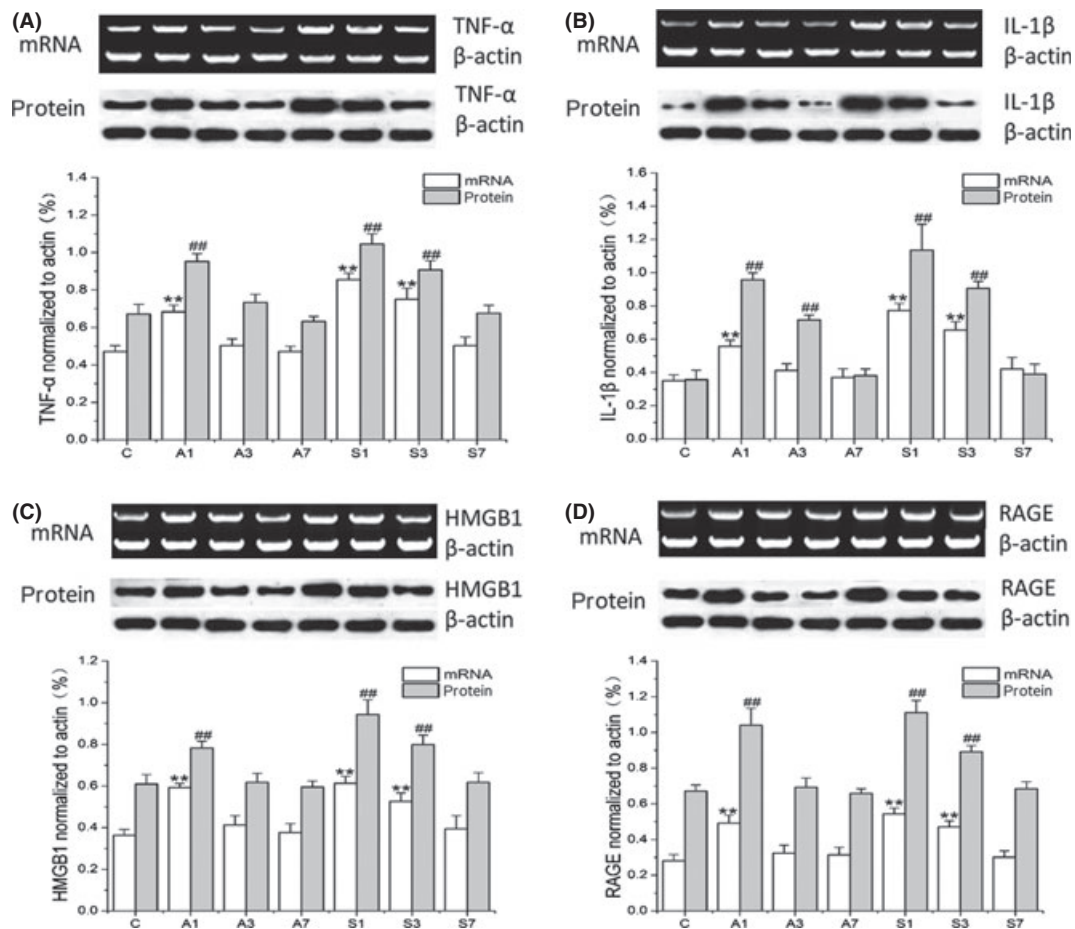 (A)
mRNA
TNF-α
β-actin
Protein
TNF-α
β-actin
TNF-α normalized to actin (%)
1.4
1.2
1.0
0.8
0.6
0.4
0.2
0.0
mRNA
Protein
** ## ** ## ** ##
C A1 A3 A7 S1 S3 S7
(B)
mRNA
IL-1β
β-actin
Protein
IL-1β
β-actin
IL-1β normalized to actin (%)
1.6
1.4
1.2
1.0
0.8
0.6
0.4
0.2
0.0
mRNA
Protein
** ## ## ** ## ** ##
C A1 A3 A7 S1 S3 S7
(C)
mRNA
HMGB1
β-actin
Protein
HMGB1
β-actin
HMGB1 normalized to actin (%)
1.2
1.0
0.8
0.6
0.4
0.2
0.0
mRNA
Protein
** ## ** ## ** ##
C A1 A3 A7 S1 S3 S7
(D)
mRNA
RAGE
β-actin
Protein
RAGE
β-actin
RAGE normalized to actin (%)
1.4
1.2
1.0
0.8
0.6
0.4
0.2
0.0
mRNA
Protein
** ## ** ## ** ##
C A1 A3 A7 S1 S3 S7